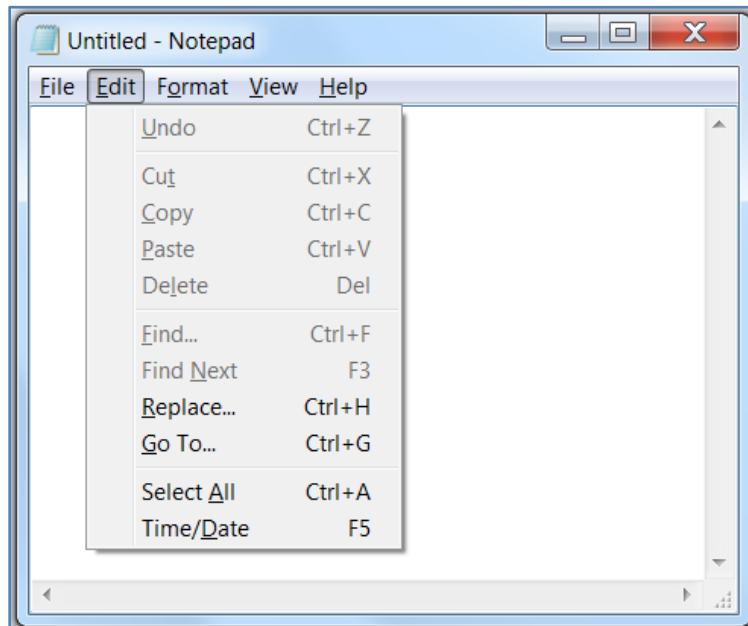 Untitled - Notepad
File Edit Format View Help
Undo Ctrl+Z
Cut Ctrl+X
Copy Ctrl+C
Paste Ctrl+V
Delete Del
Find... Ctrl+F
Find Next F3
Replace... Ctrl+H
Go To... Ctrl+G
Select All Ctrl+A
Time/Date F5